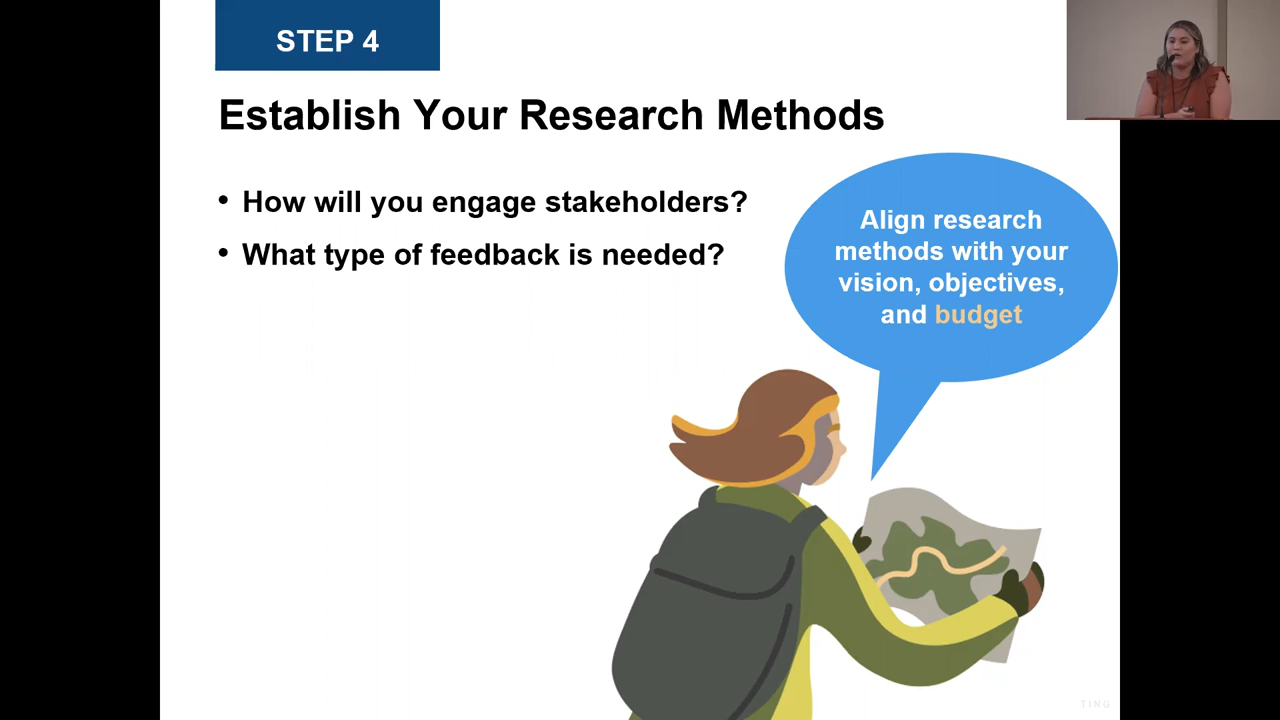 STEP 4
Establish Your Research Methods
• How will you engage stakeholders?
• What type of feedback is needed?
Align research
methods with your
vision, objectives,
and budget
TING